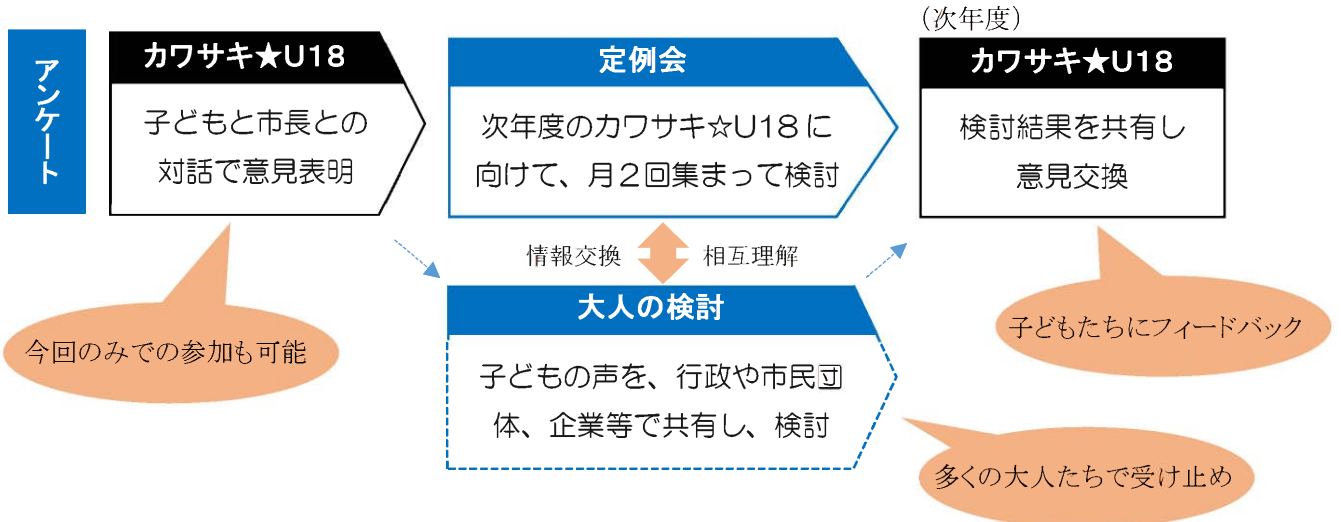 アンケート
カワサキ★U18
子どもと市長との
対話で意見表明
今回のみでの参加も可能
定例会
次年度のカワサキ☆U18に
向けて、月2回集まって検討
情報交換
相互理解
大人の検討
子どもの声を、行政や市民団
体、企業等で共有し、検討
多くの大人たちで受け止め
(次年度)
カワサキ★U18
検討結果を共有し
意見交換
子どもたちにフィードバック